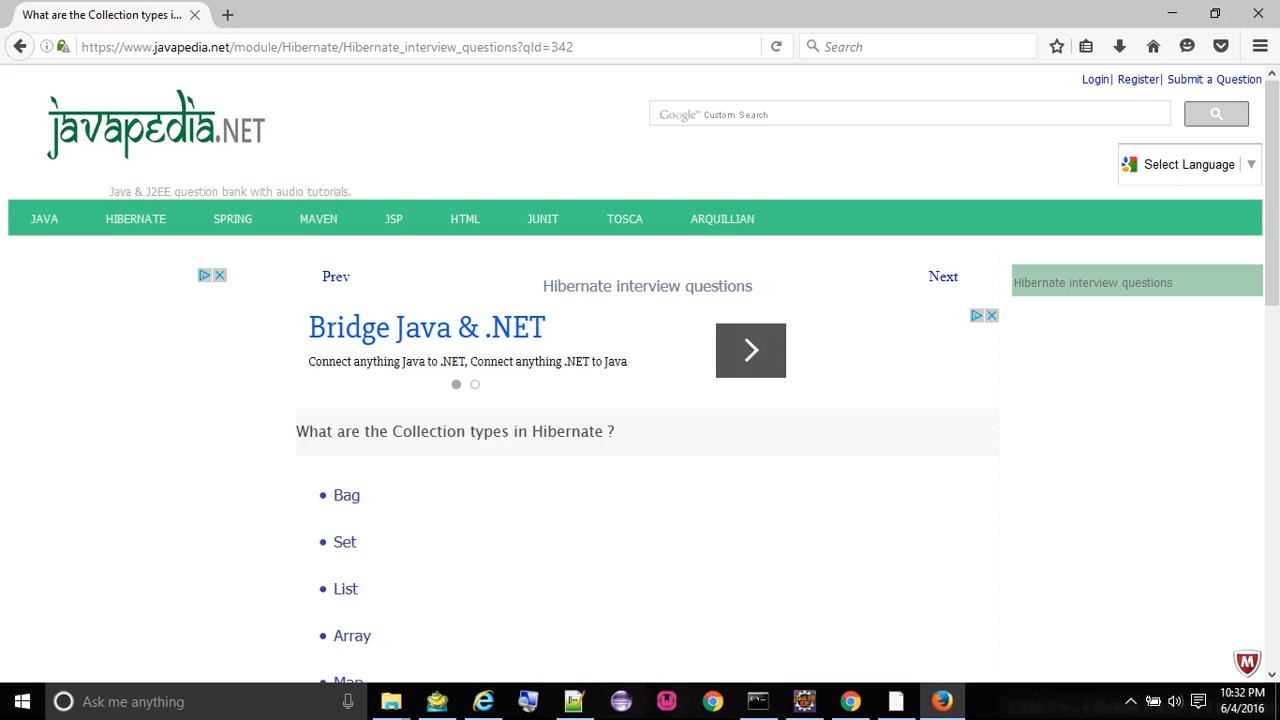 What are the Collection types i...
https://www.javapedia.net/module/Hibernate/Hibernate_interview_questions?qId=342
Search
Login| Register| Submit a Question
javapedia.NET
Google™ Custom Search
Select Language
Java & J2EE question bank with audio tutorials.
JAVA HIBERNATE SPRING MAVEN JSP HTML JUNIT TOSCA ARQUILLIAN
Prev
Hibernate interview questions
Next
Hibernate interview questions
Bridge Java & .NET
Connect anything Java to .NET, Connect anything .NET to Java
What are the Collection types in Hibernate ?
Bag
Set
List
Array
Map
Ask me anything
10:32 PM
6/4/2016